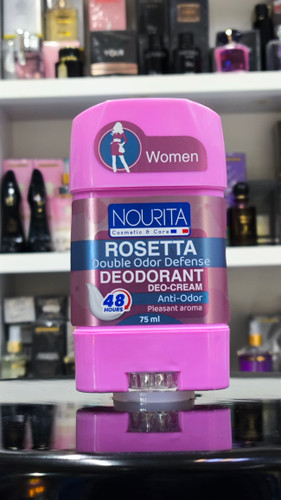 Women
NOURITA
Cosmetic & Care
ROSETTA
Double Odor Defense
DEODORANT
DEO-CREAM
48
HOURS
Anti-Odor
Pleasant aroma
75 ml